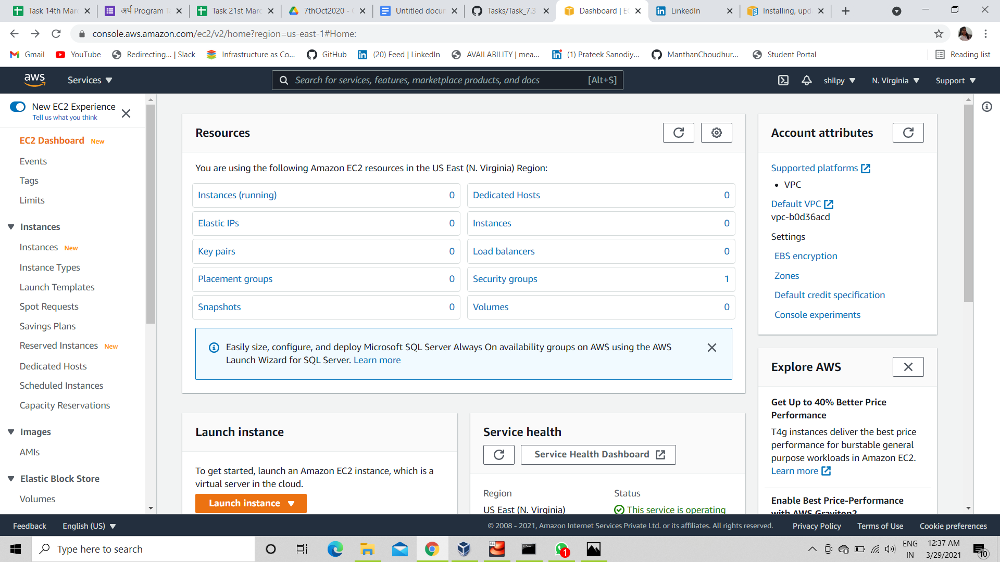 Task 14th Mar
अर्थ Program T
Task 21st Marc
7thOct2020 -
Untitled docu
Tasks/Task_7.3
Dashboard | E
LinkedIn
Installing, upd
console.aws.amazon.com/ec2/v2/home?region=us-east-1#Home:
Gmail
YouTube
Redirecting... | Slack
Infrastructure as Co...
GitHub
(20) Feed | LinkedIn
AVAILABILITY | mea...
(1) Prateek Sanodiy...
ManthanChoudhur...
Student Portal
Reading list
aws
Services
Search for services, features, marketplace products, and docs
[Alt+S]
shilpy
N. Virginia
Support
New EC2 Experience
Tell us what you think
EC2 Dashboard New
Events
Tags
Limits
Instances
Instances New
Instance Types
Launch Templates
Spot Requests
Savings Plans
Reserved Instances New
Dedicated Hosts
Scheduled Instances
Capacity Reservations
Images
AMIs
Elastic Block Store
Volumes
Resources
You are using the following Amazon EC2 resources in the US East (N. Virginia) Region:
Instances (running) 0
Dedicated Hosts 0
Elastic IPs 0
Instances 0
Key pairs 0
Load balancers 0
Placement groups 0
Security groups 1
Snapshots 0
Volumes 0
Easily size, configure, and deploy Microsoft SQL Server Always On availability groups on AWS using the AWS
Launch Wizard for SQL Server. Learn more
Launch instance
To get started, launch an Amazon EC2 instance, which is a
virtual server in the cloud.
Launch instance
Service health
Service Health Dashboard
Region
Status
US East (N. Virginia)
This service is operating
Account attributes
Supported platforms
• VPC
Default VPC
vpc-b0d36acd
Settings
EBS encryption
Zones
Default credit specification
Console experiments
Explore AWS
Get Up to 40% Better Price
Performance
T4g instances deliver the best price
performance for burstable general
purpose workloads in Amazon EC2.
Learn more
Enable Best Price-Performance
with AWS Graviton2
Feedback
English (US)
© 2008 - 2021, Amazon Internet Services Private Ltd. or its affiliates. All rights reserved.
Privacy Policy
Terms of Use
Cookie preferences
Type here to search
64
1
ENG
IN
12:37 AM
3/29/2021
10